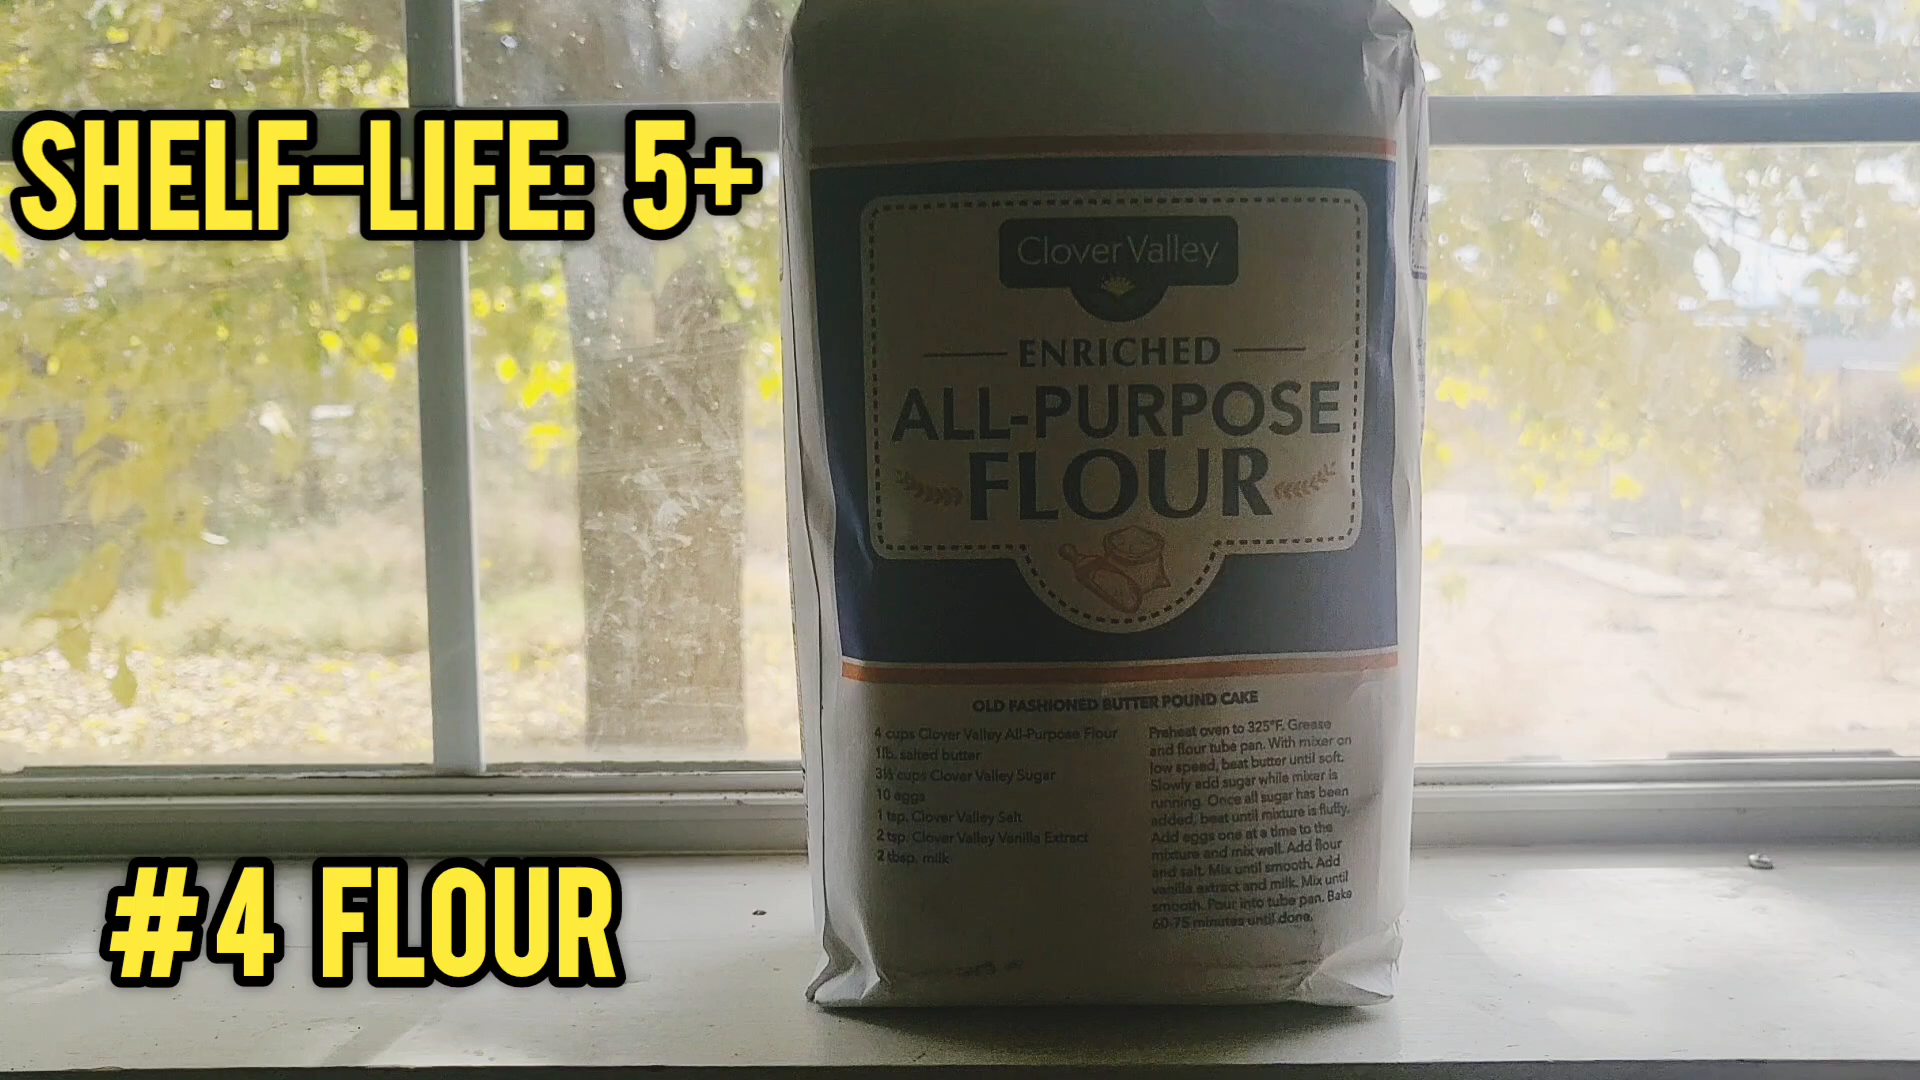 SHELF-LIFE: 5+
#4 FLOUR
Clover Valley
ENRICHED
ALL-PURPOSE
FLOUR
OLD FASHIONED BUTTER POUND CAKE
4 cups Clover Valley All-Purpose Flour
1lb. salted butter
3⅓ cups Clover Valley Sugar
10 eggs
1 tsp. Clover Valley Salt
2 tsp. Clover Valley Vanilla Extract
2 tbsp. milk
Preheat oven to 325°F. Grease
and flour tube pan. With mixer on
low speed, beat butter until soft.
Slowly add sugar while mixer is
running. Once all sugar has been
added, beat until mixture is fluffy.
Add eggs one at a time to the
mixture and mix well. Add flour
and salt. Mix until smooth. Add
vanilla extract and milk. Mix until
smooth. Pour into tube pan. Bake
60-75 minutes until done.